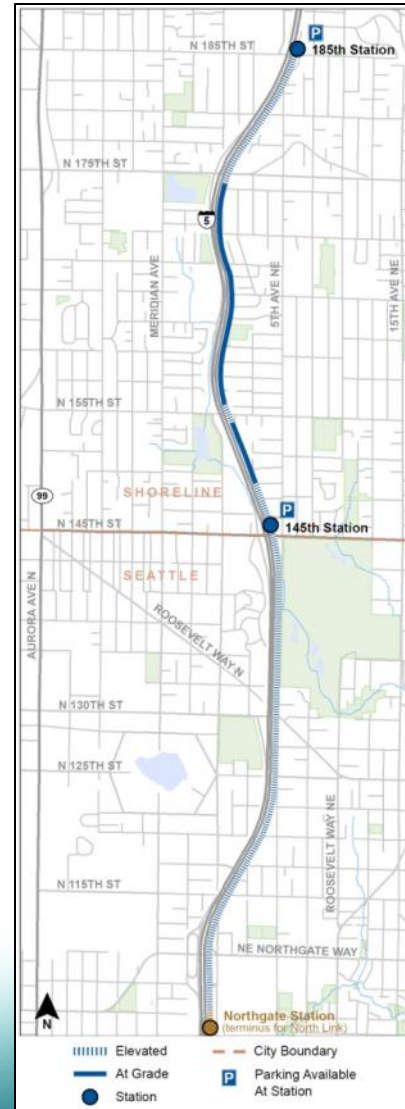 P
N 185TH ST
185th Station
N 175TH ST
5
MERIDIAN AVE
5TH AVE NE
15TH AVE NE
N 155TH ST
SHORELINE
P
99
N 145TH ST
145th Station
SEATTLE
AURORA AVE N
ROOSEVELT WAY N
N 130TH ST
N 125TH ST
ROOSEVELT WAY NE
N 115TH ST
NE NORTHGATE WAY
N
Northgate Station
(terminus for North Link)
Elevated
City Boundary
At Grade
P Parking Available
At Station
Station